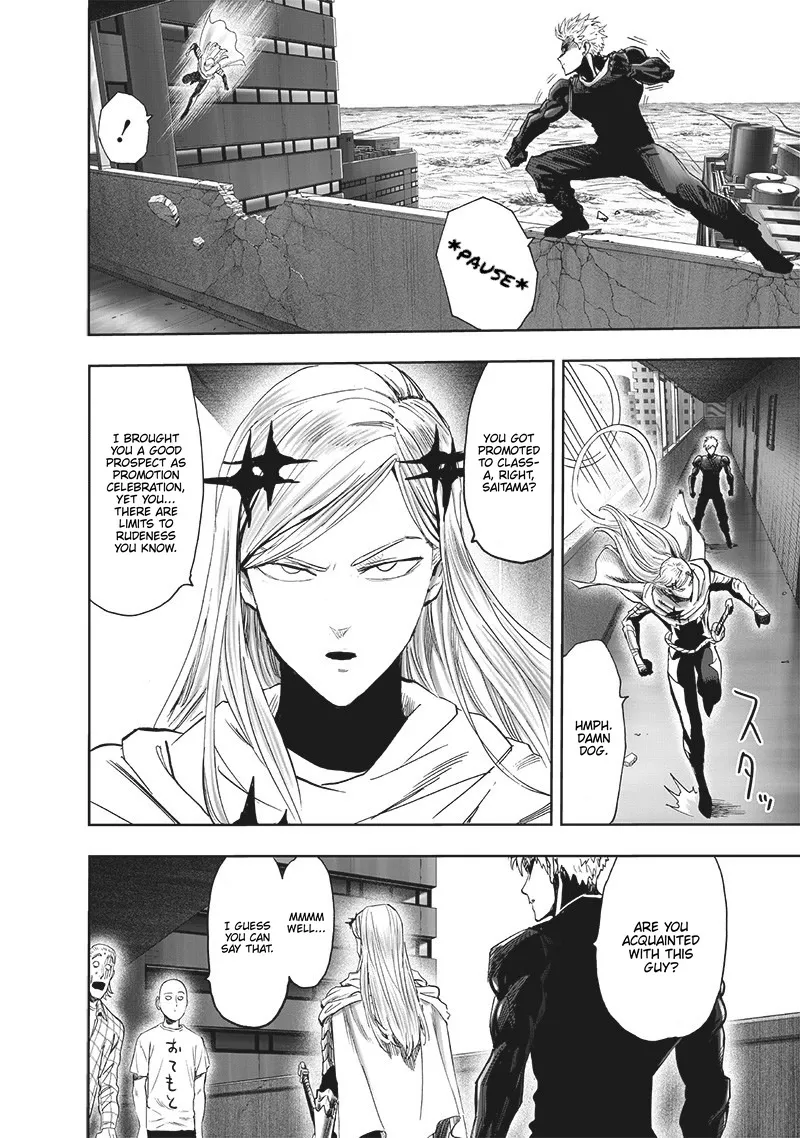 !
*PAUSE*
HMPH.
DAMN
DOG.
スタッ
YOU GOT
PROMOTED
TO CLASS-
A, RIGHT,
SAITAMA?
I BROUGHT
YOU A GOOD
PROSPECT AS
PROMOTION
CELEBRATION,
YET YOU...
THERE ARE
LIMITS TO
RUDENESS
YOU KNOW.
ARE YOU
ACQUAINTED
WITH THIS
GUY?
MMMM
WELL...
I GUESS
YOU CAN
SAY THAT.
おてもと